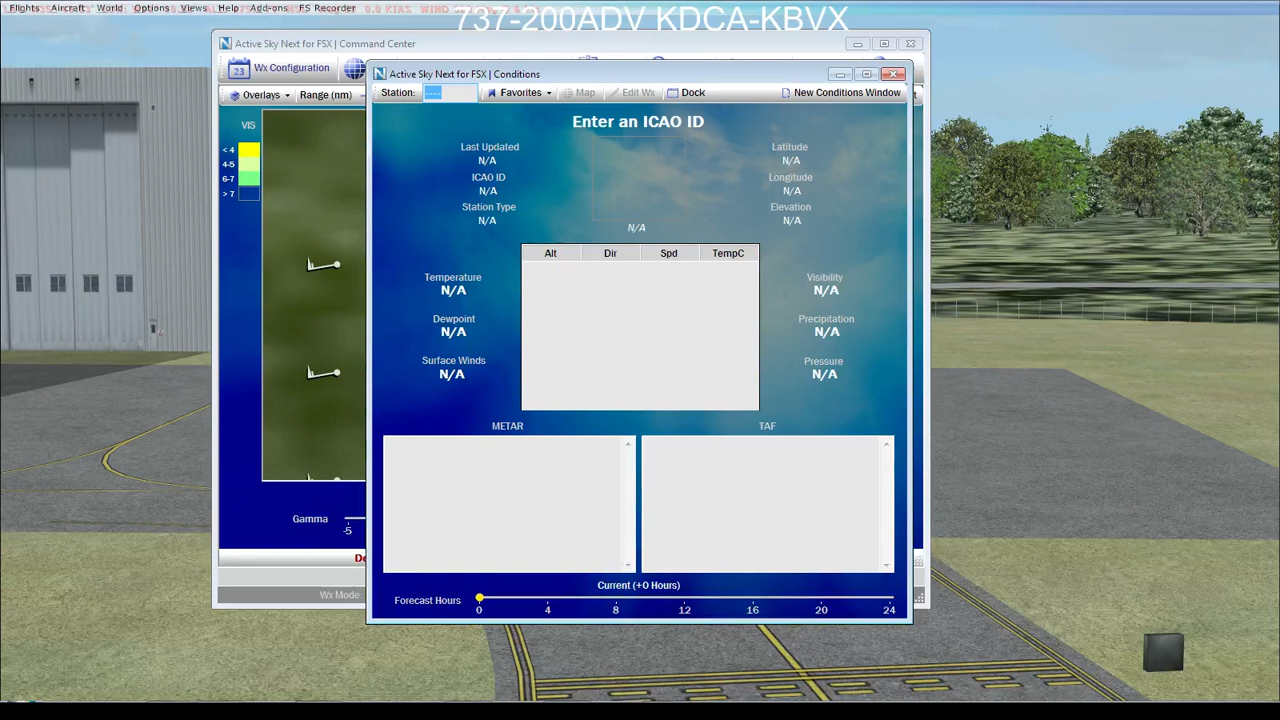 Flights Aircraft World Options Views Help Add-ons FS Recorder
737-200ADV KDCA-KBVX
Active Sky Next for FSX | Command Center
23 Wx Configuration
Active Sky Next for FSX | Conditions
Overlays Range (nm)
Station: ---- Favorites Map Edit Wx Dock New Conditions Window
VIS
< 4
4-5
6-7
> 7
Enter an ICAO ID
Last Updated
N/A
ICAO ID
N/A
Station Type
N/A
Latitude
N/A
Longitude
N/A
Elevation
N/A
N/A
Alt Dir Spd TempC
Temperature
N/A
Dewpoint
N/A
Surface Winds
N/A
Visibility
N/A
Precipitation
N/A
Pressure
N/A
METAR TAF
Gamma
-5
De
Wx Mode
Current (+0 Hours)
Forecast Hours
0 4 8 12 16 20 24